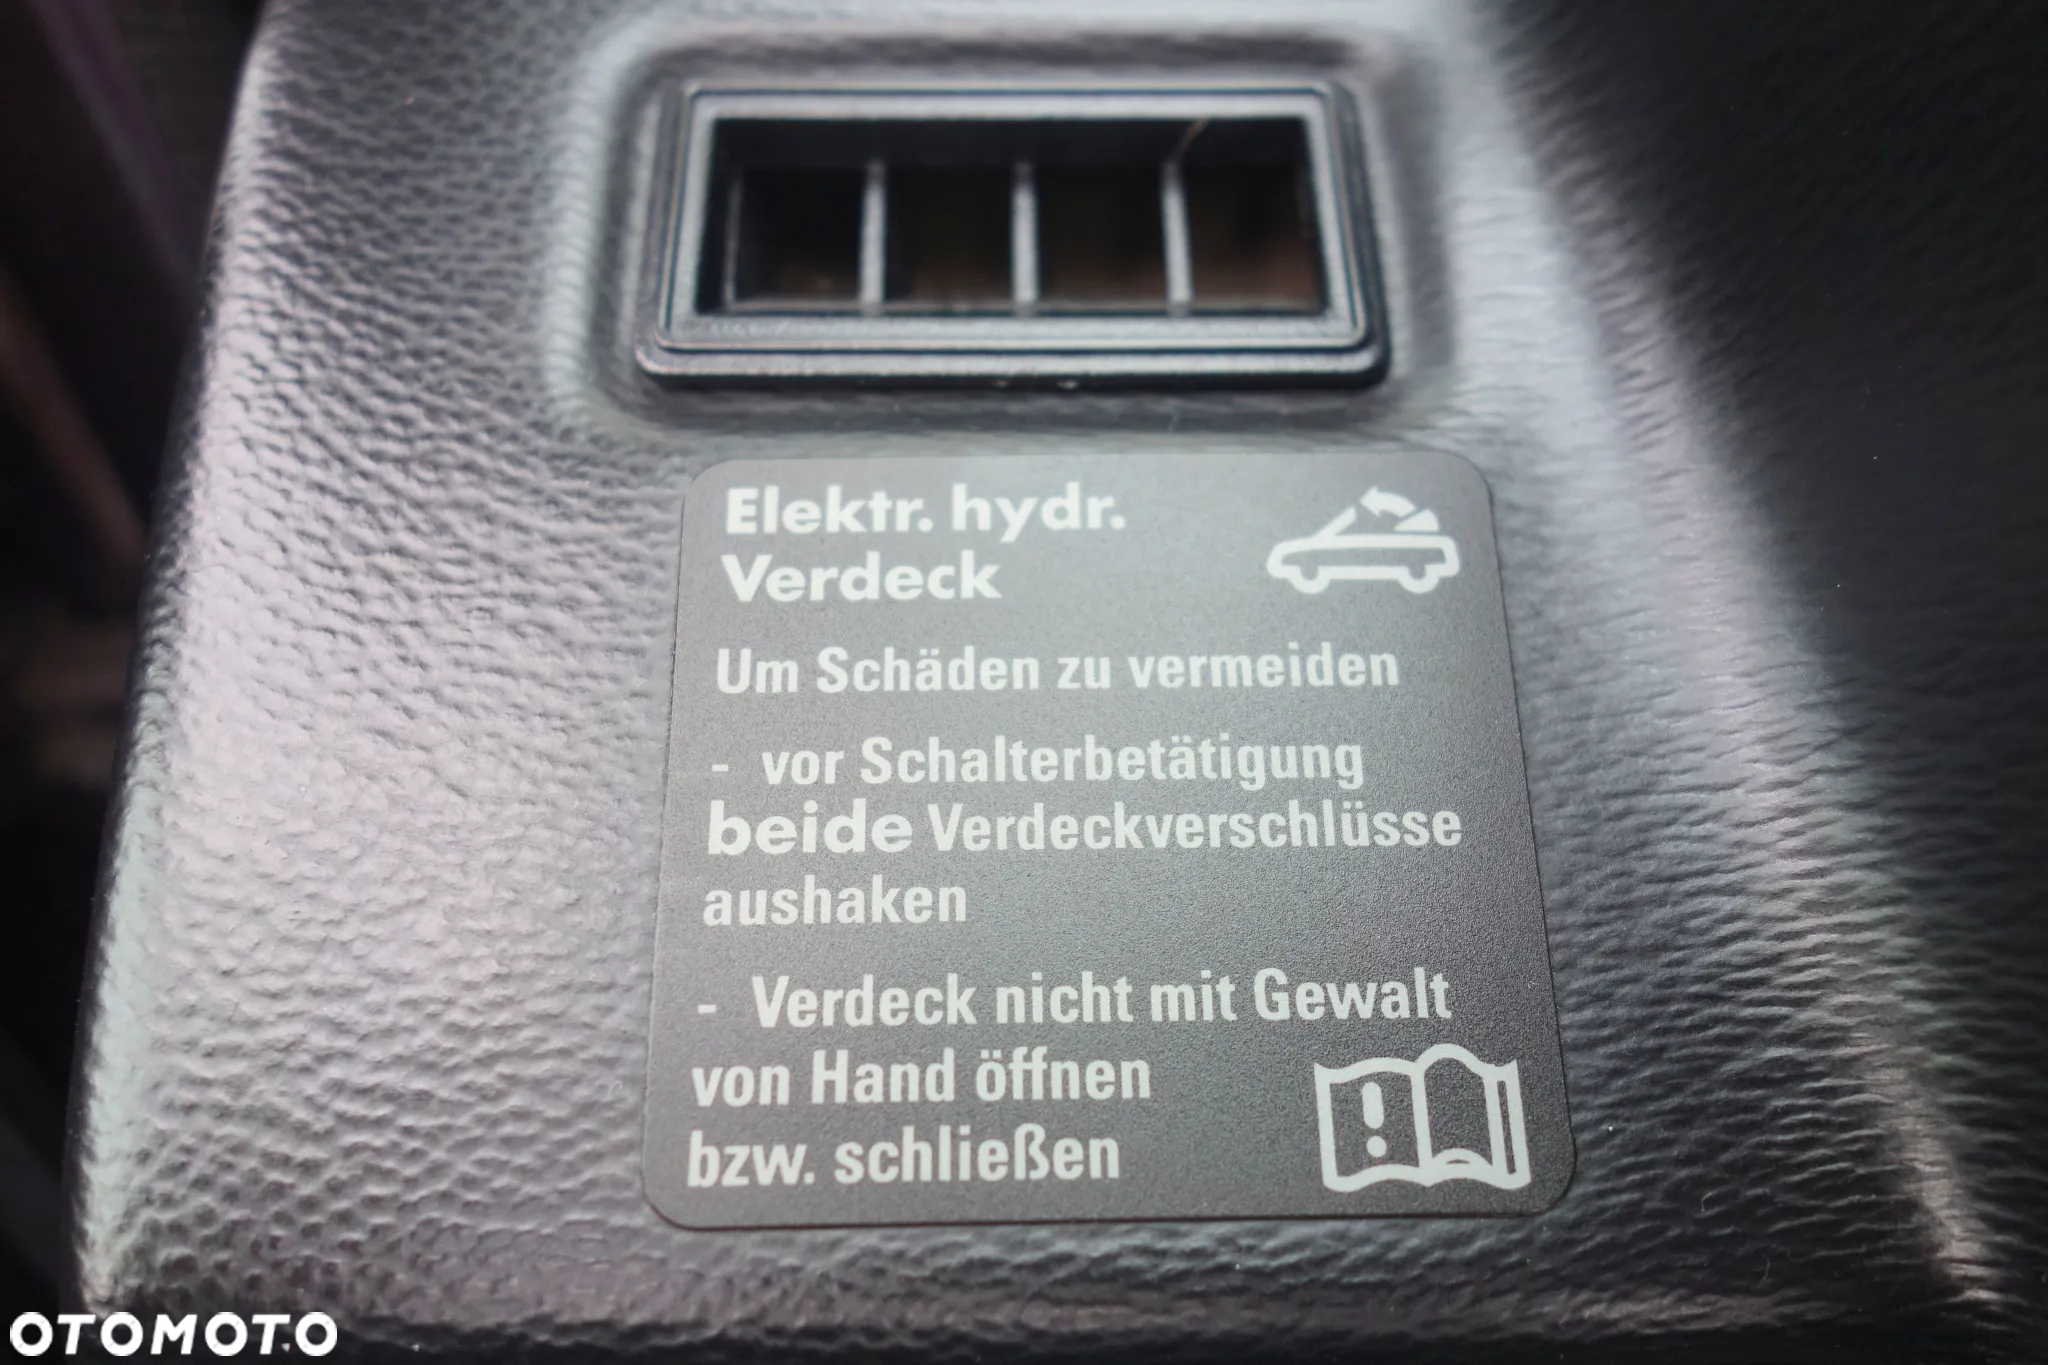 Elektr. hydr.
Verdeck
Um Schäden zu vermeiden
- vor Schalterbetätigung
beide Verdeckverschlüsse
aushaken
- Verdeck nicht mit Gewalt
von Hand öffnen
bzw. schließen
OTOMOTO